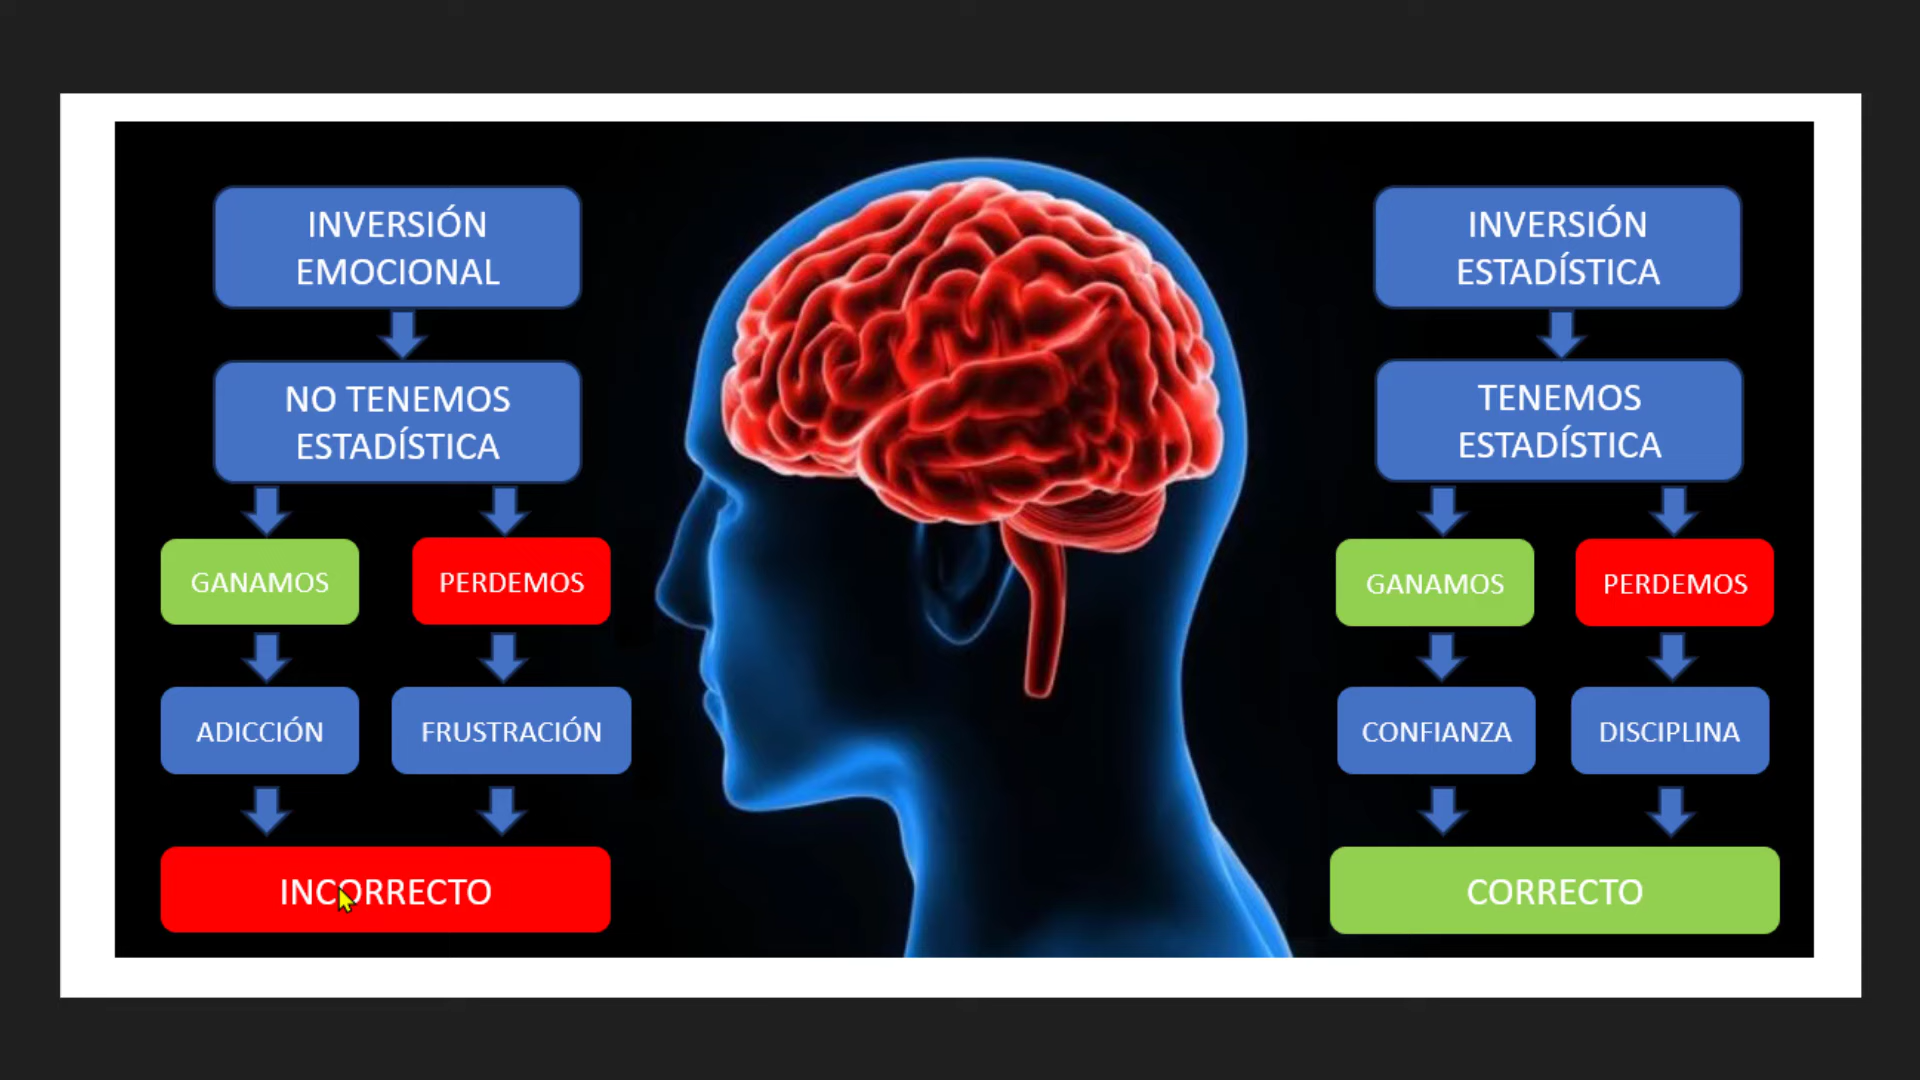 INVERSIÓN
EMOCIONAL
NO TENEMOS
ESTADÍSTICA
GANAMOS
PERDEMOS
ADICCIÓN
FRUSTRACIÓN
INCORRECTO
INVERSIÓN
ESTADÍSTICA
TENEMOS
ESTADÍSTICA
GANAMOS
PERDEMOS
CONFIANZA
DISCIPLINA
CORRECTO